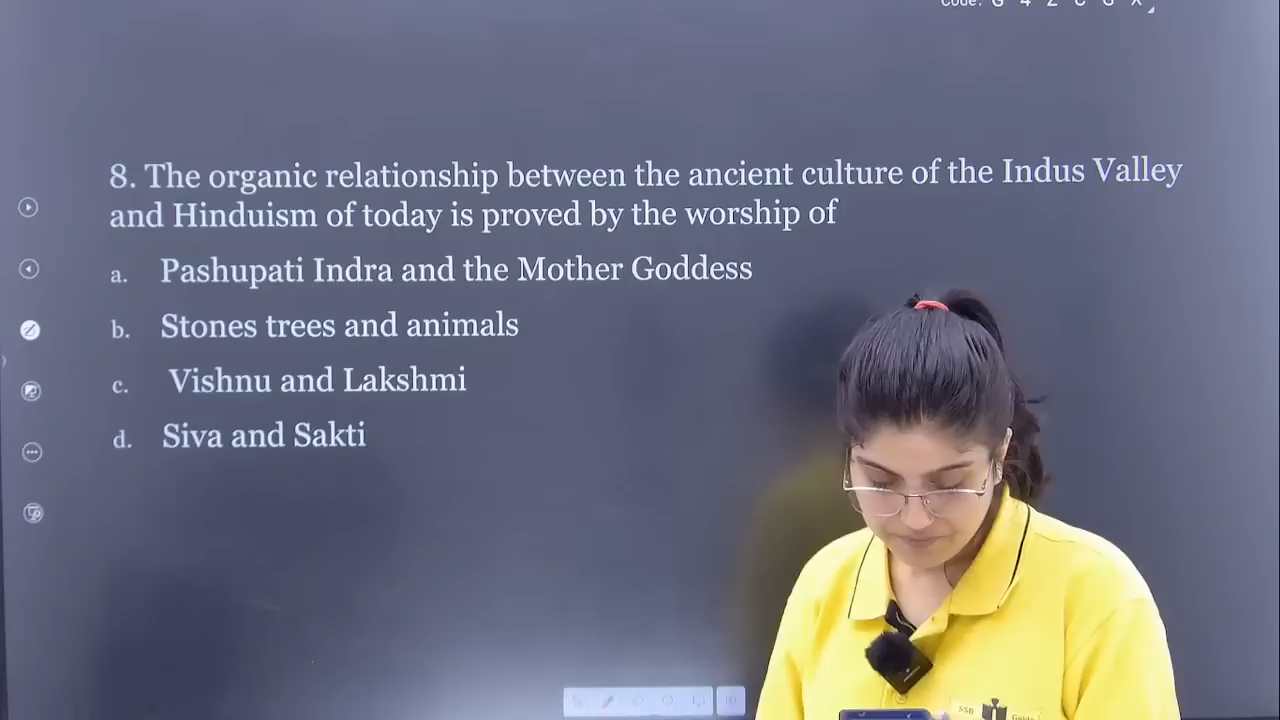 8. The organic relationship between the ancient culture of the Indus Valley
and Hinduism of today is proved by the worship of
a. Pashupati Indra and the Mother Goddess
b. Stones trees and animals
c. Vishnu and Lakshmi
d. Siva and Sakti
SSB Guide